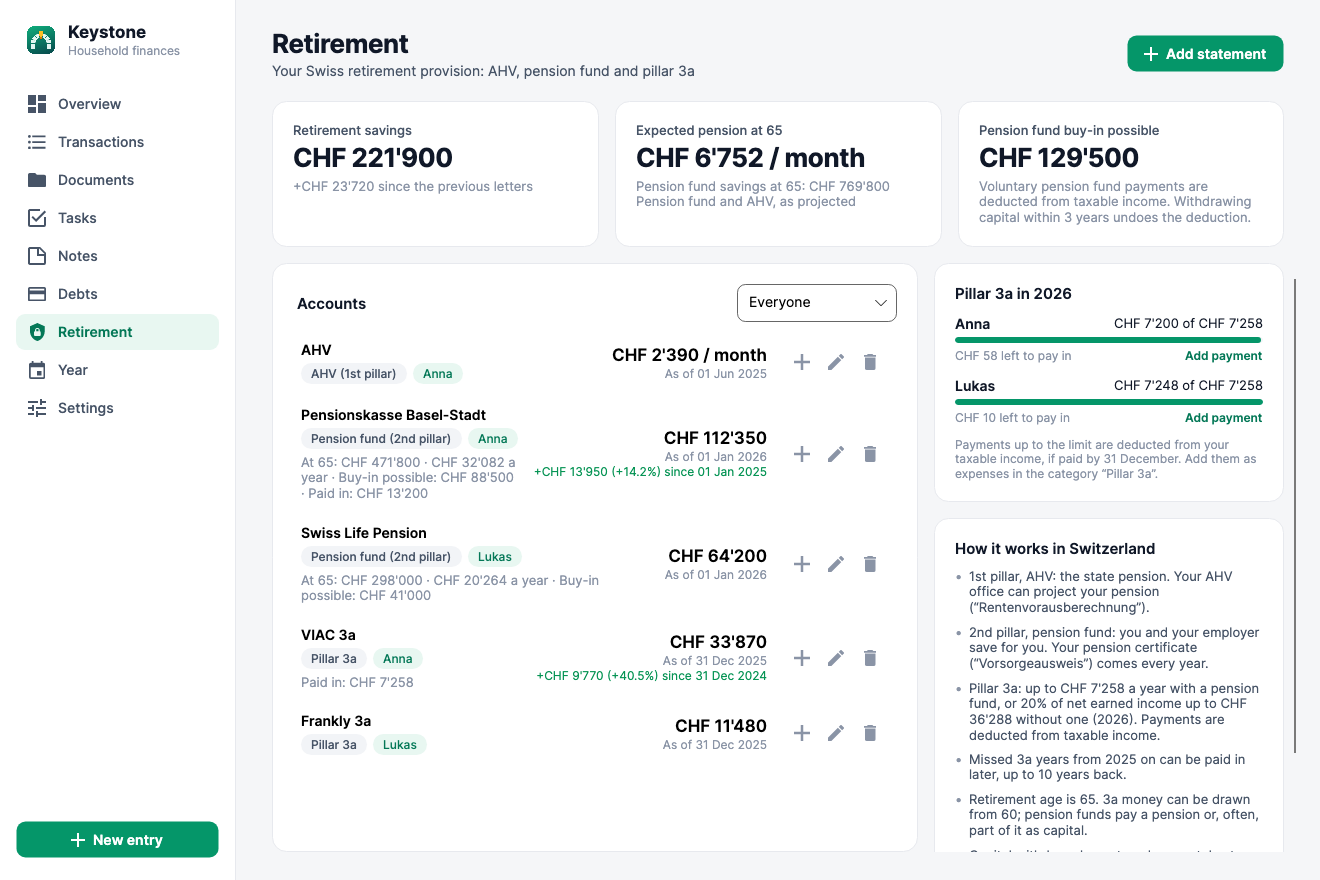 Keystone
Household finances
Overview
Transactions
Documents
Tasks
Notes
Debts
Retirement
Year
Settings
New entry
Retirement
Your Swiss retirement provision: AHV, pension fund and pillar 3a
Add statement
Retirement savings
CHF 221'900
+CHF 23'720 since the previous letters
Expected pension at 65
CHF 6'752 / month
Pension fund savings at 65: CHF 769'800
Pension fund and AHV, as projected
Pension fund buy-in possible
CHF 129'500
Voluntary pension fund payments are
deducted from taxable income. Withdrawing
capital within 3 years undoes the deduction.
Accounts
Everyone
AHV
AHV (1st pillar)
Anna
CHF 2'390 / month
As of 01 Jun 2025
Pensionskasse Basel-Stadt
Pension fund (2nd pillar)
Anna
At 65: CHF 471'800 · CHF 32'082 a
year · Buy-in possible: CHF 88'500
· Paid in: CHF 13'200
CHF 112'350
As of 01 Jan 2026
+CHF 13'950 (+14.2%) since 01 Jan 2025
Swiss Life Pension
Pension fund (2nd pillar)
Lukas
At 65: CHF 298'000 · CHF 20'264 a year · Buy-in
possible: CHF 41'000
CHF 64'200
As of 01 Jan 2026
VIAC 3a
Pillar 3a
Anna
Paid in: CHF 7'258
CHF 33'870
As of 31 Dec 2025
+CHF 9'770 (+40.5%) since 31 Dec 2024
Frankly 3a
Pillar 3a
Lukas
CHF 11'480
As of 31 Dec 2025
Pillar 3a in 2026
Anna
CHF 7'200 of CHF 7'258
CHF 58 left to pay in
Add payment
Lukas
CHF 7'248 of CHF 7'258
CHF 10 left to pay in
Add payment
Payments up to the limit are deducted from your
taxable income, if paid by 31 December. Add them as
expenses in the category “Pillar 3a”.
How it works in Switzerland
• 1st pillar, AHV: the state pension. Your AHV
office can project your pension
(“Rentenvorausberechnung”).
• 2nd pillar, pension fund: you and your employer
save for you. Your pension certificate
(“Vorsorgeausweis”) comes every year.
• Pillar 3a: up to CHF 7'258 a year with a pension
fund, or 20% of net earned income up to CHF
36'288 without one (2026). Payments are
deducted from taxable income.
• Missed 3a years from 2025 on can be paid in
later, up to 10 years back.
• Retirement age is 65. 3a money can be drawn
from 60; pension funds pay a pension or, often,
part of it as capital.